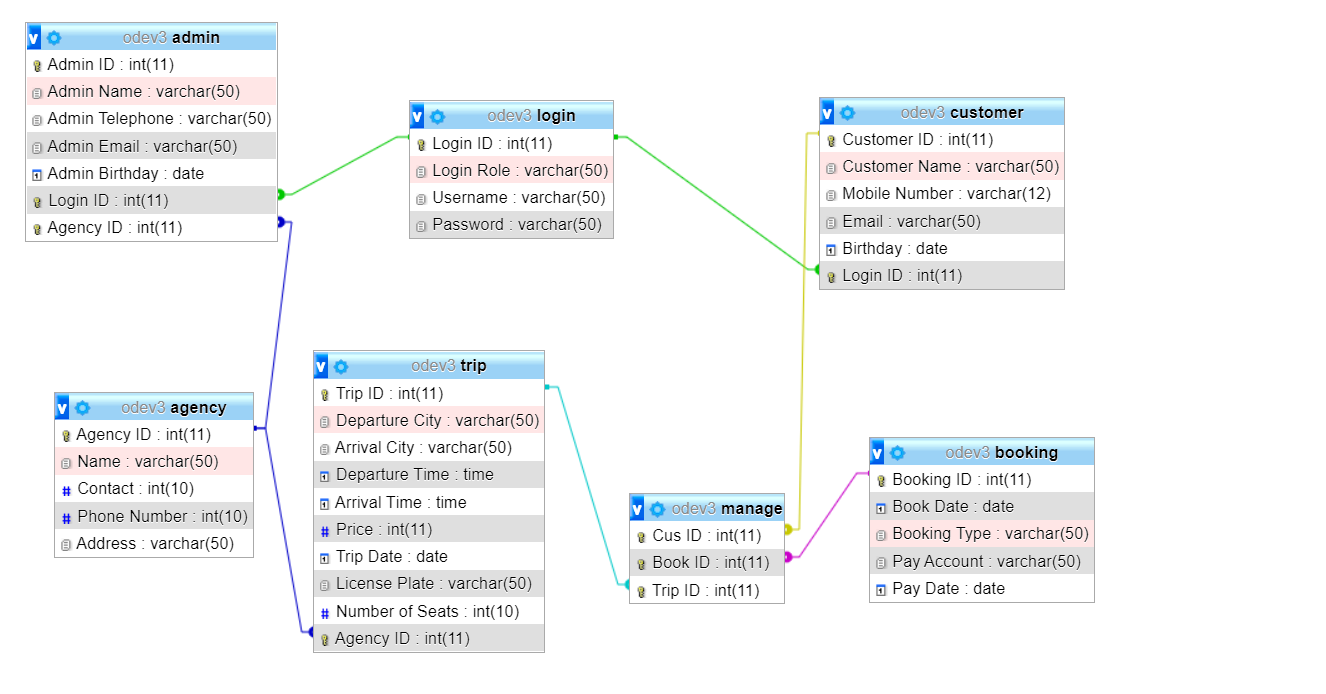 odev3 admin
Admin ID : int(11)
Admin Name : varchar(50)
Admin Telephone : varchar(50)
Admin Email : varchar(50)
Admin Birthday : date
Login ID : int(11)
Agency ID : int(11)
odev3 login
Login ID : int(11)
Login Role : varchar(50)
Username : varchar(50)
Password : varchar(50)
odev3 customer
Customer ID : int(11)
Customer Name : varchar(50)
Mobile Number : varchar(12)
Email : varchar(50)
Birthday : date
Login ID : int(11)
odev3 agency
Agency ID : int(11)
Name : varchar(50)
Contact : int(10)
Phone Number : int(10)
Address : varchar(50)
odev3 trip
Trip ID : int(11)
Departure City : varchar(50)
Arrival City : varchar(50)
Departure Time : time
Arrival Time : time
Price : int(11)
Trip Date : date
License Plate : varchar(50)
Number of Seats : int(10)
Agency ID : int(11)
odev3 manage
Cus ID : int(11)
Book ID : int(11)
Trip ID : int(11)
odev3 booking
Booking ID : int(11)
Book Date : date
Booking Type : varchar(50)
Pay Account : varchar(50)
Pay Date : date